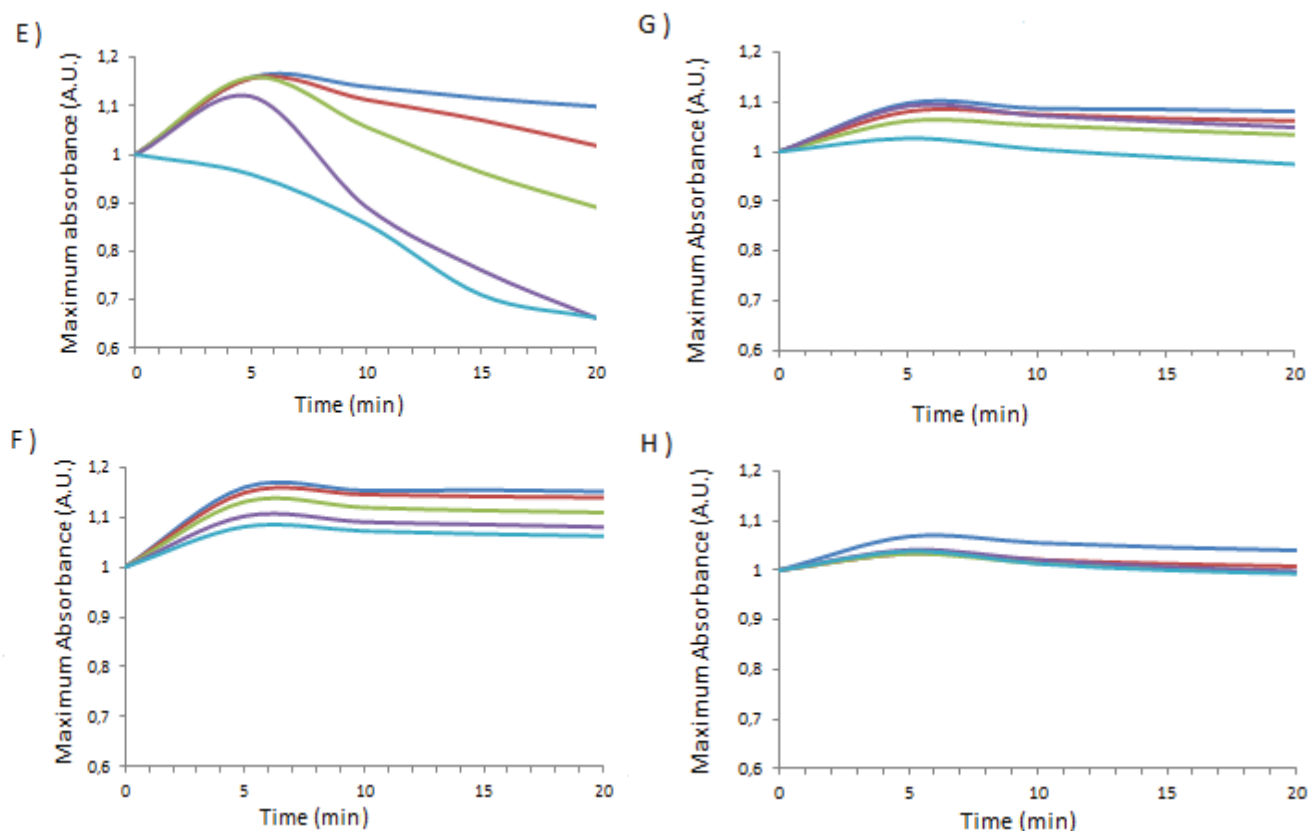 E )
Maximum absorbance (A.U.)
1,2
1,1
1
0,9
0,8
0,7
0,6
0 5 10 15 20
Time (min)
G )
Maximum Absorbance (A.U.)
1,2
1,1
1
0,9
0,8
0,7
0,6
0 5 10 15 20
Time (min)
F )
Maximum Absorbance (A.U.)
1,2
1,1
1
0,9
0,8
0,7
0,6
0 5 10 15 20
Time (min)
H )
Maximum Absorbance (A.U.)
1,2
1,1
1
0,9
0,8
0,7
0,6
0 5 10 15 20
Time (min)